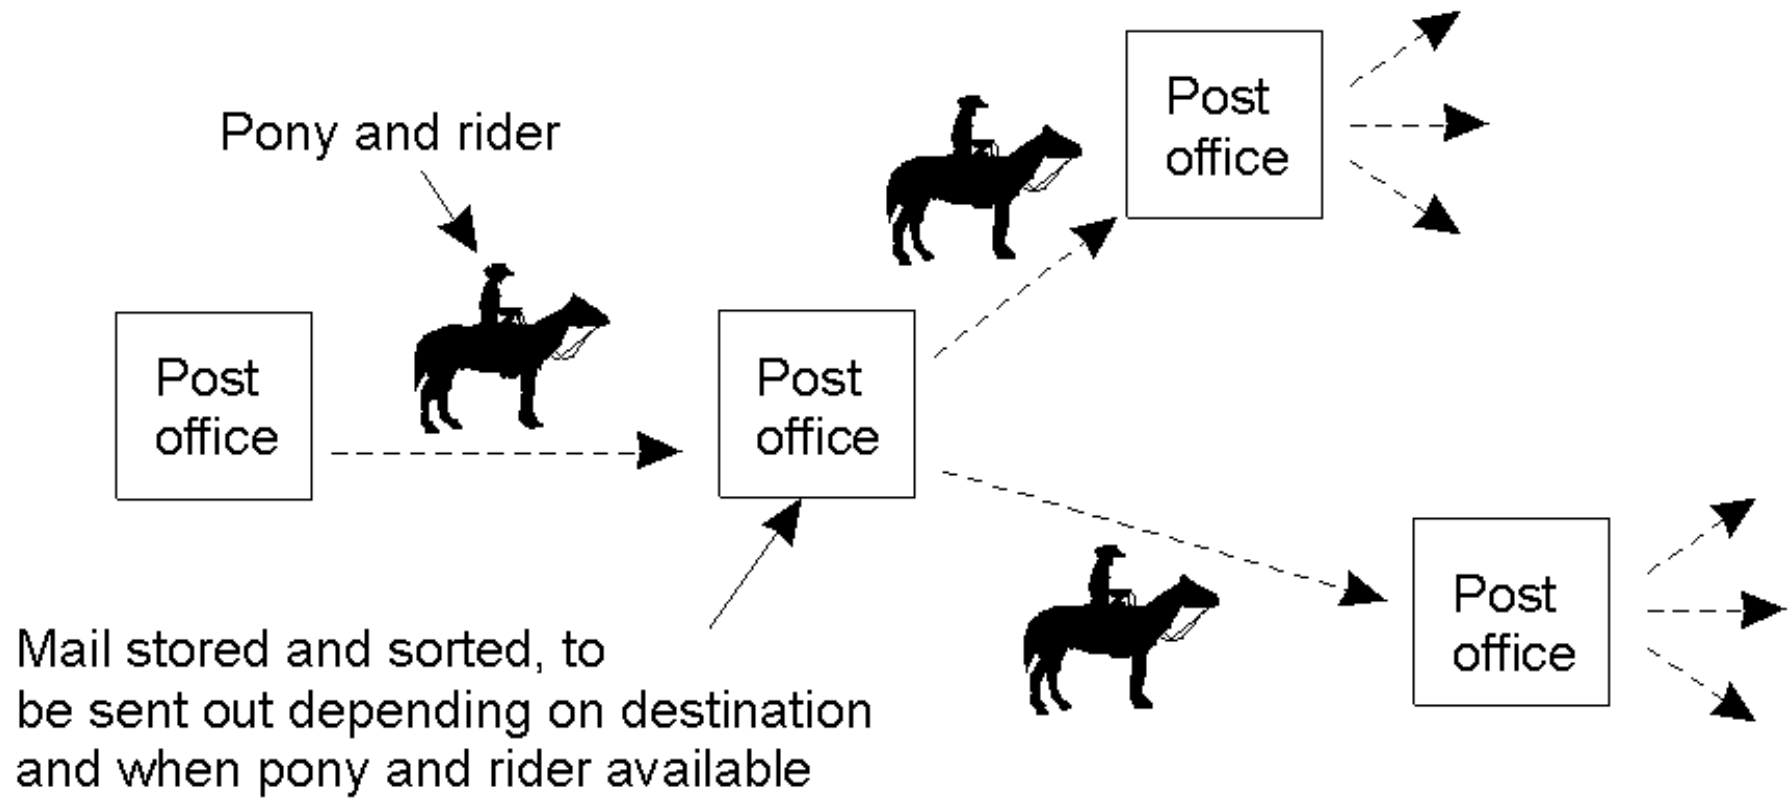 Pony and rider
Post
office
Post
office
Post
office
Post
office
Mail stored and sorted, to
be sent out depending on destination
and when pony and rider available